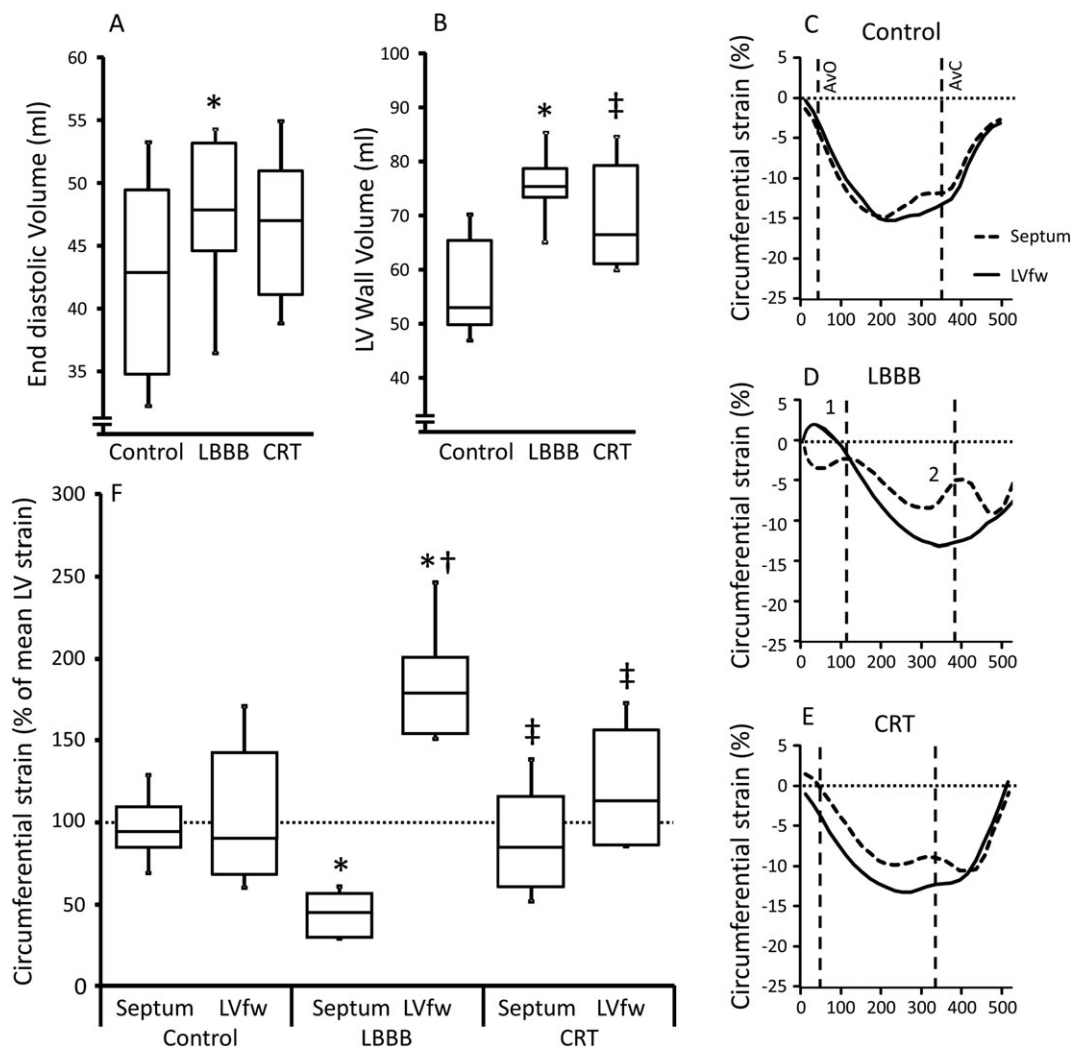 A
End diastolic Volume (ml)
60
55
50
45
40
35
*
Control LBBB CRT
B
LV Wall Volume (ml)
100
90
80
70
60
50
40
* ‡
Control LBBB CRT
C
Control
Circumferential strain (%)
5
0
-5
-10
-15
-20
-25
AvO
AvC
Septum
LVfw
0 100 200 300 400 500
D
LBBB
Circumferential strain (%)
5
0
-5
-10
-15
-20
-25
1
2
0 100 200 300 400 500
E
CRT
Circumferential strain (%)
5
0
-5
-10
-15
-20
-25
0 100 200 300 400 500
F
Circumferential strain (% of mean LV strain)
300
250
200
150
100
50
0
*
*†
‡
‡
Septum LVfw Septum LVfw Septum LVfw
Control LBBB CRT